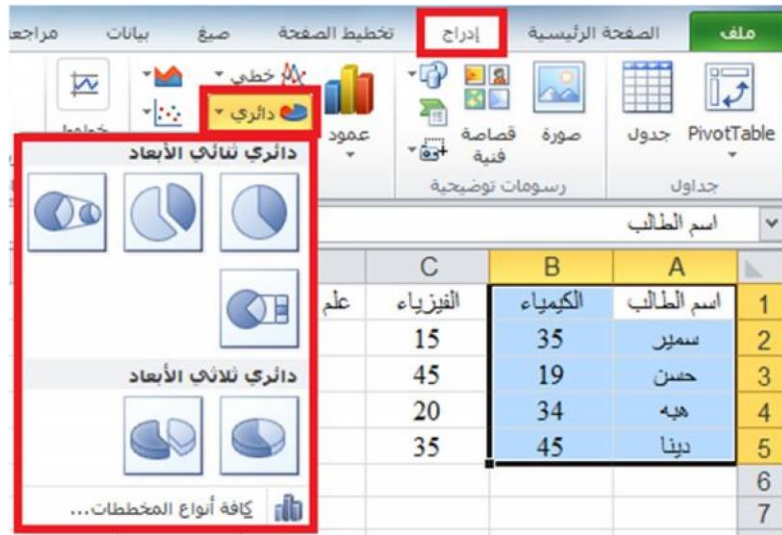 ملف الصفحة الرئيسية إدراج تخطيط الصفحة صيغ بيانات مراجعة
خطي
دائري
PivotTable جدول صورة قصاصة فنية عمود خطوط
جداول رسومات توضيحية
دائري ثنائي الأبعاد
دائري ثلاثي الأبعاد
كافة أنواع المخططات...
اسم الطالب
A B C
1 اسم الطالب الكيمياء الفيزياء علم
2 سمير 35 15
3 حسن 19 45
4 هبه 34 20
5 دينا 45 35
6
7